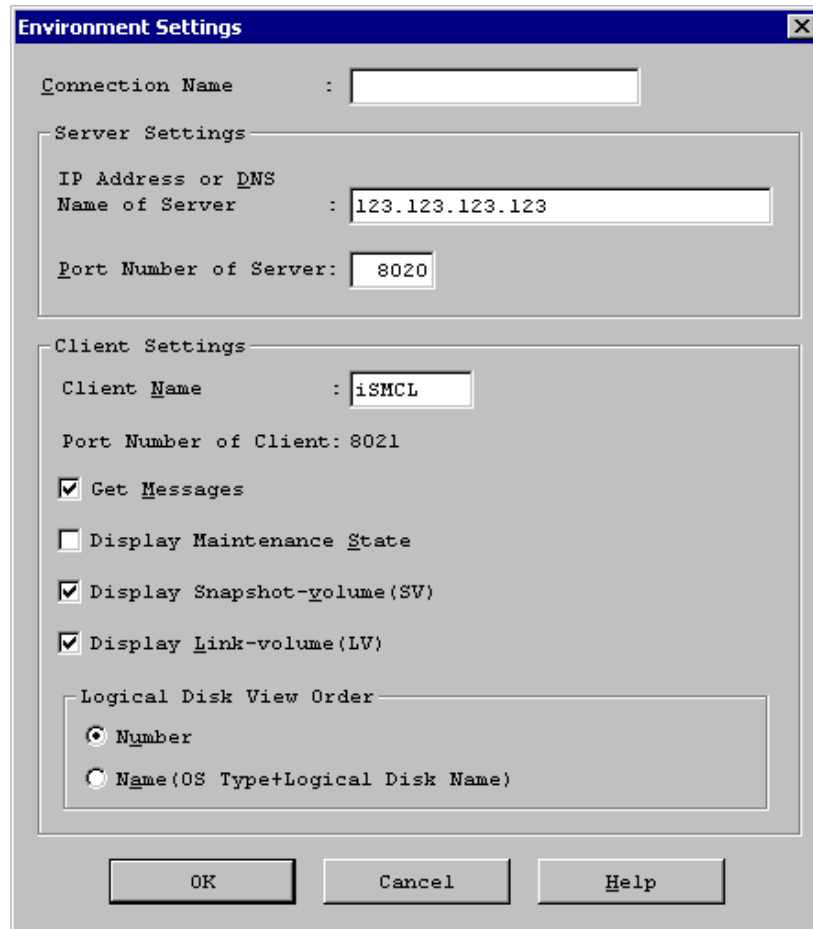 Environment Settings
Connection Name :
Server Settings
IP Address or DNS
Name of Server : 123.123.123.123
Port Number of Server: 8020
Client Settings
Client Name : iSMCL
Port Number of Client: 8021
Get Messages
Display Maintenance State
Display Snapshot-volume(SV)
Display Link-volume(LV)
Logical Disk View Order
Number
Name(OS Type+Logical Disk Name)
OK Cancel Help